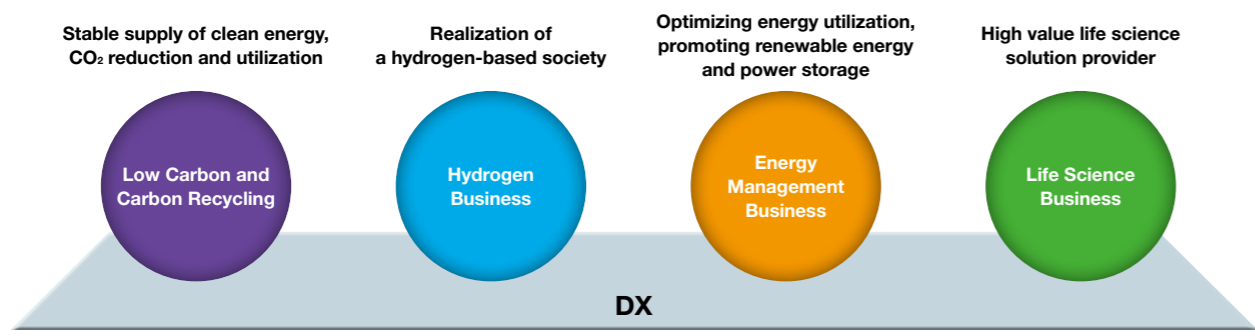 Stable supply of clean energy,
CO₂ reduction and utilization
Low Carbon and
Carbon Recycling
Realization of
a hydrogen-based society
Hydrogen
Business
Optimizing energy utilization,
promoting renewable energy
and power storage
Energy
Management
Business
High value life science
solution provider
Life Science
Business
DX